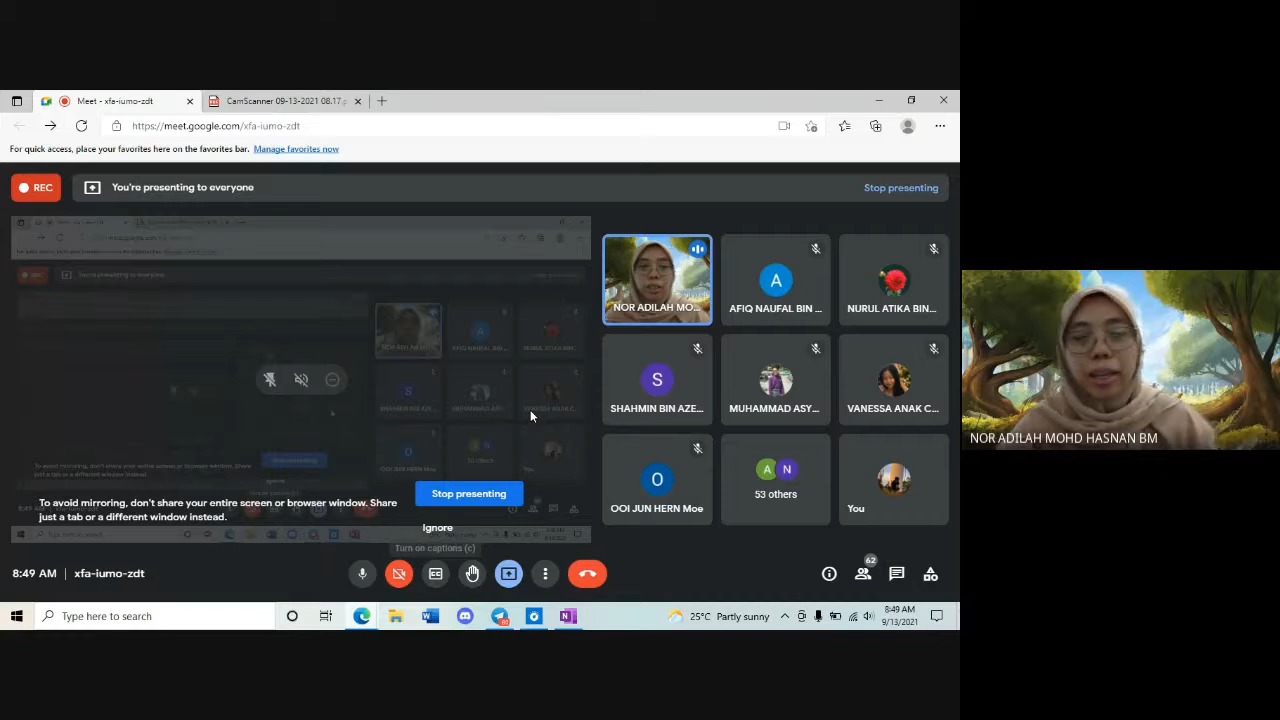 Meet - xfa-iumo-zdt
CamScanner 09-13-2021 08.17.p
https://meet.google.com/xfa-iumo-zdt
For quick access, place your favorites here on the favorites bar. Manage favorites now
REC
You're presenting to everyone
Stop presenting
NOR ADILAH MO...
A
AFIQ NAUFAL BIN ...
NURUL ATIKA BIN...
S
SHAHMIN BIN AZE...
MUHAMMAD ASY...
VANESSA ANAK C...
O
OOI JUN HERN Moe
A N
53 others
You
NOR ADILAH MOHD HASNAN BM
To avoid mirroring, don't share your entire screen or browser window. Share
just a tab or a different window instead.
Stop presenting
Ignore
Turn on captions (c)
8:49 AM | xfa-iumo-zdt
62
Type here to search
25°C Partly sunny
8:49 AM
9/13/2021